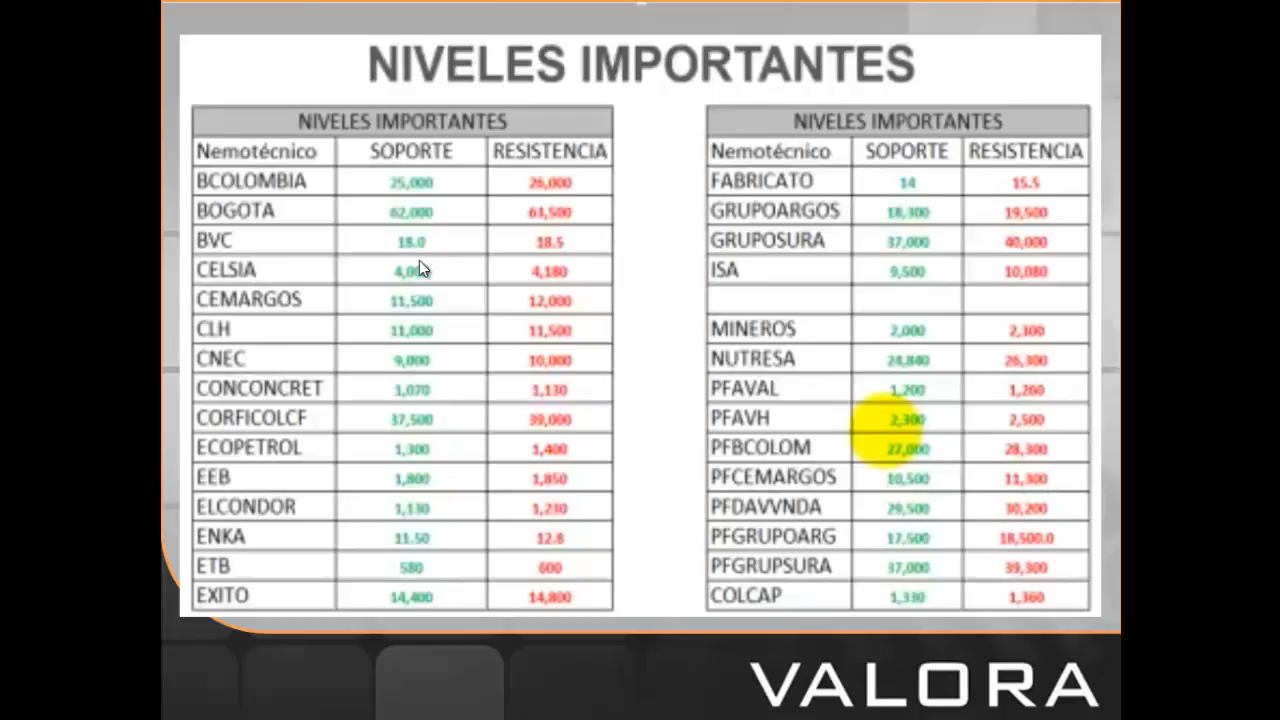 NIVELES IMPORTANTES
NIVELES IMPORTANTES
Nemotécnico SOPORTE RESISTENCIA
BCOLOMBIA 25,000 26,000
BOGOTA 62,000 61,500
BVC 18.0 18.5
CELSIA 4,180
CEMARGOS 11,500 12,000
CLH 11,000 11,500
CNEC 9,000 10,000
CONCONCRET 1,070 1,130
CORFICOLCF 37,500 39,000
ECOPETROL 1,300 1,400
EEB 1,800 1,850
ELCONDOR 1,130 1,230
ENKA 11.50 12.8
ETB 580 600
EXITO 14,400 14,800
NIVELES IMPORTANTES
Nemotécnico SOPORTE RESISTENCIA
FABRICATO 14 15.5
GRUPOARGOS 18,300 19,500
GRUPOSURA 37,000 40,000
ISA 9,500 10,080
MINEROS 2,000 2,300
NUTRESA 24,840 26,300
PFAVAL 1,200 1,260
PFAVH 2,300 2,500
PFBCOLOM 27,000 28,300
PFCEMARGOS 10,500 11,300
PFDAVVNDA 29,500 30,200
PFGRUPOARG 17,500 18,500.0
PFGRUPSURA 37,000 39,300
COLCAP 1,330 1,360
VALORA